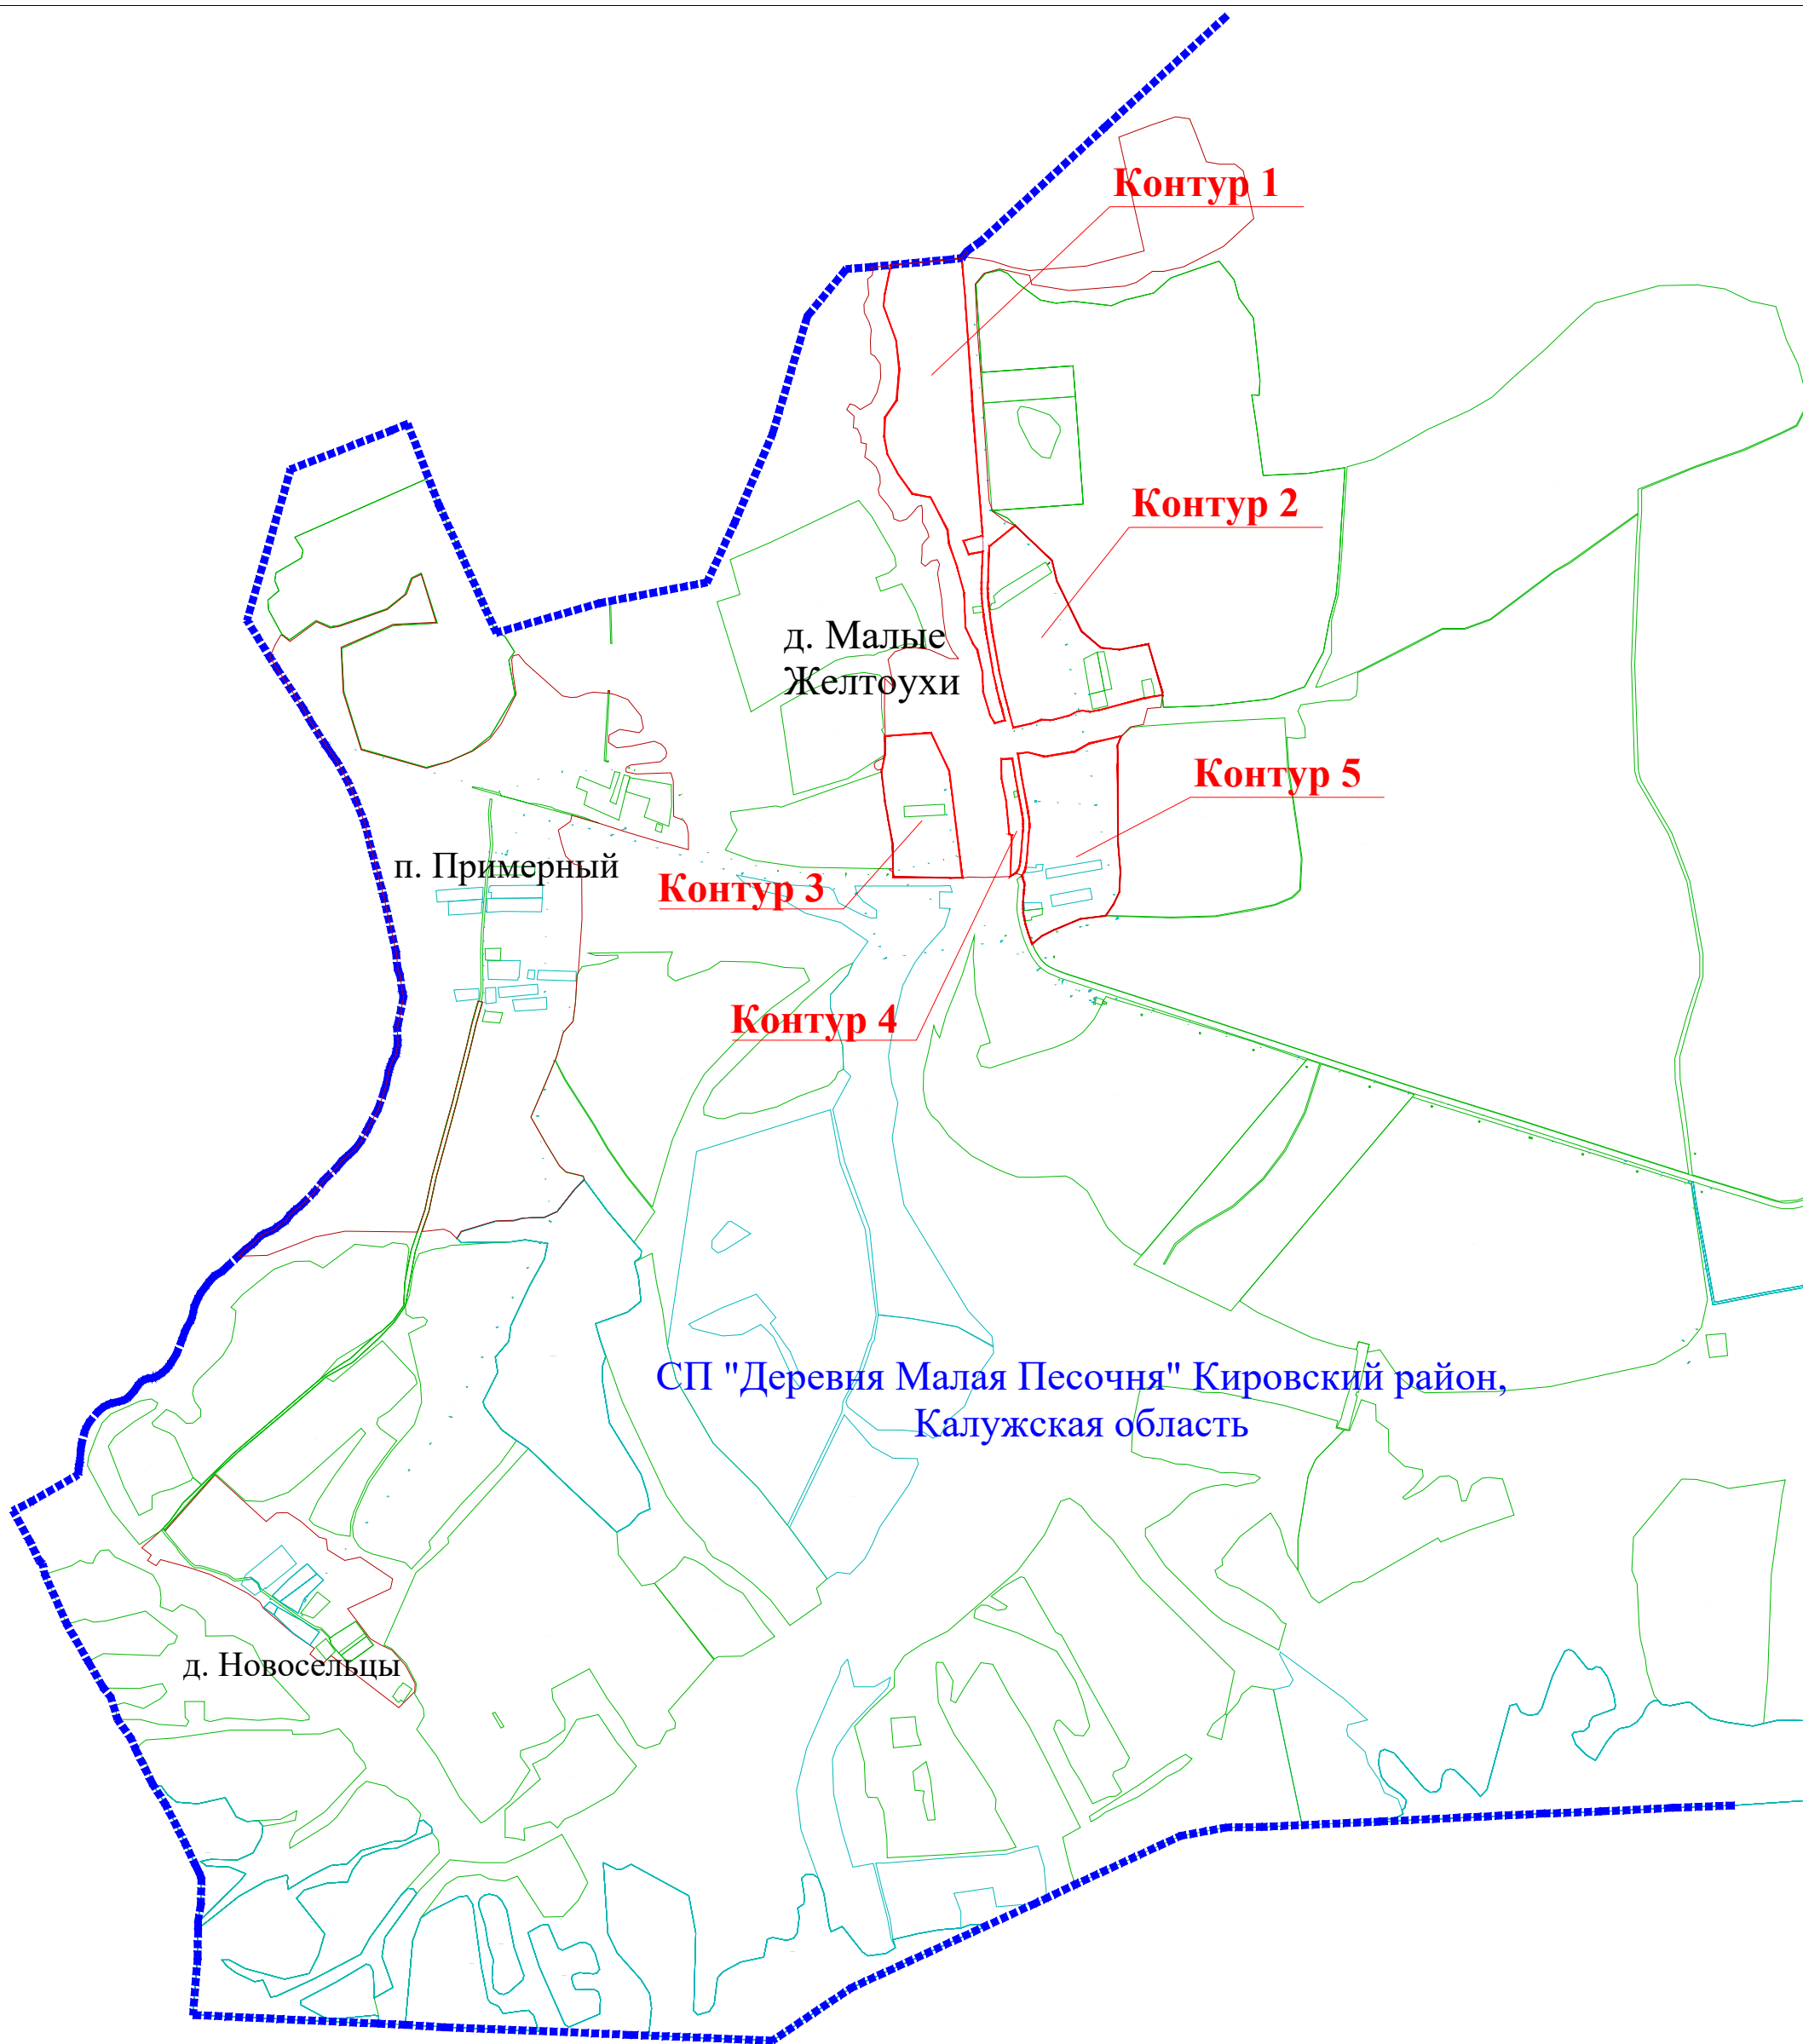 Контур 1
Контур 2
д. Малые
Желтоухи
Контур 5
п. Примерный
Контур 3
Контур 4
СП "Деревня Малая Песочня" Кировский район,
Калужская область
д. Новосельцы